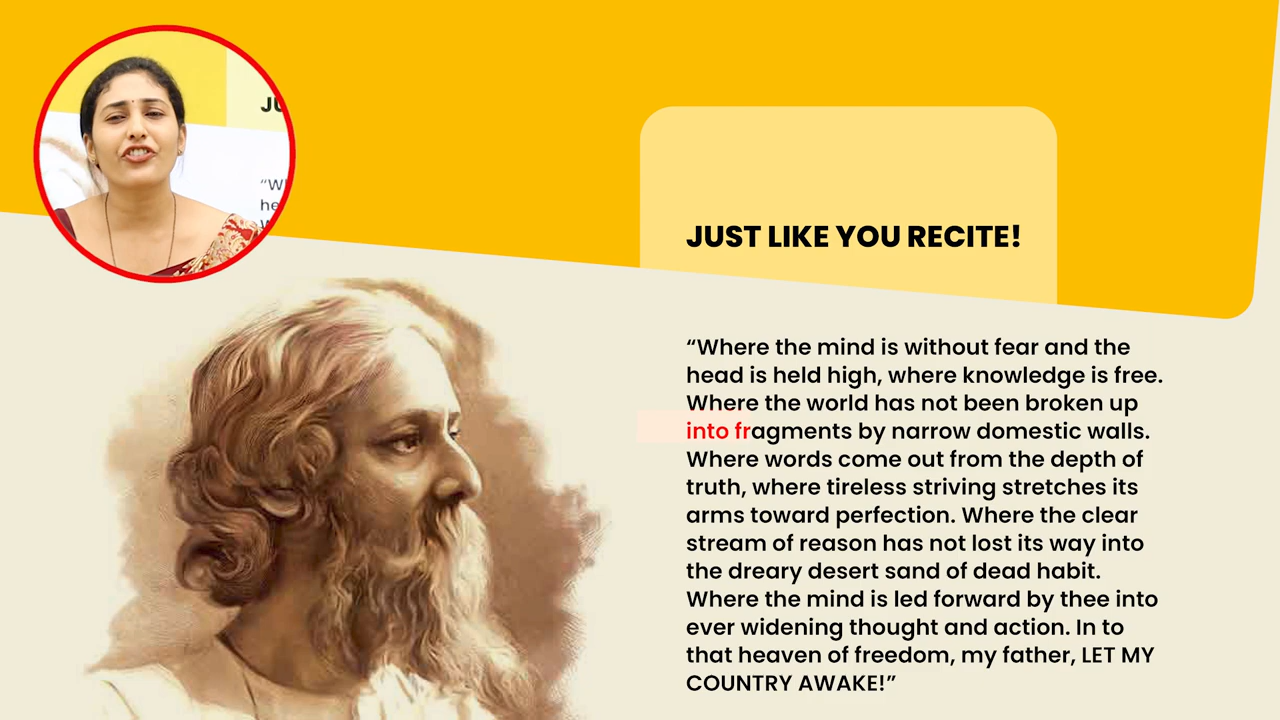 JU
“Wh
he
JUST LIKE YOU RECITE!
“Where the mind is without fear and the
head is held high, where knowledge is free.
Where the world has not been broken up
into fragments by narrow domestic walls.
Where words come out from the depth of
truth, where tireless striving stretches its
arms toward perfection. Where the clear
stream of reason has not lost its way into
the dreary desert sand of dead habit.
Where the mind is led forward by thee into
ever widening thought and action. In to
that heaven of freedom, my father, LET MY
COUNTRY AWAKE!”